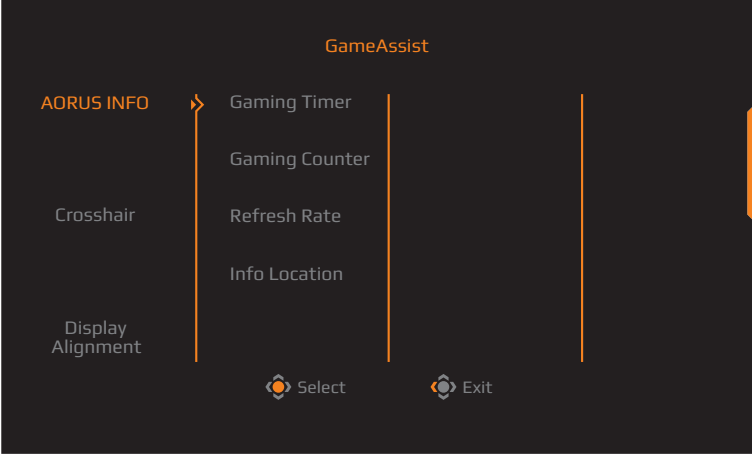 GameAssist
AORUS INFO
Gaming Timer
Gaming Counter
Crosshair
Refresh Rate
Info Location
Display
Alignment
Select
Exit